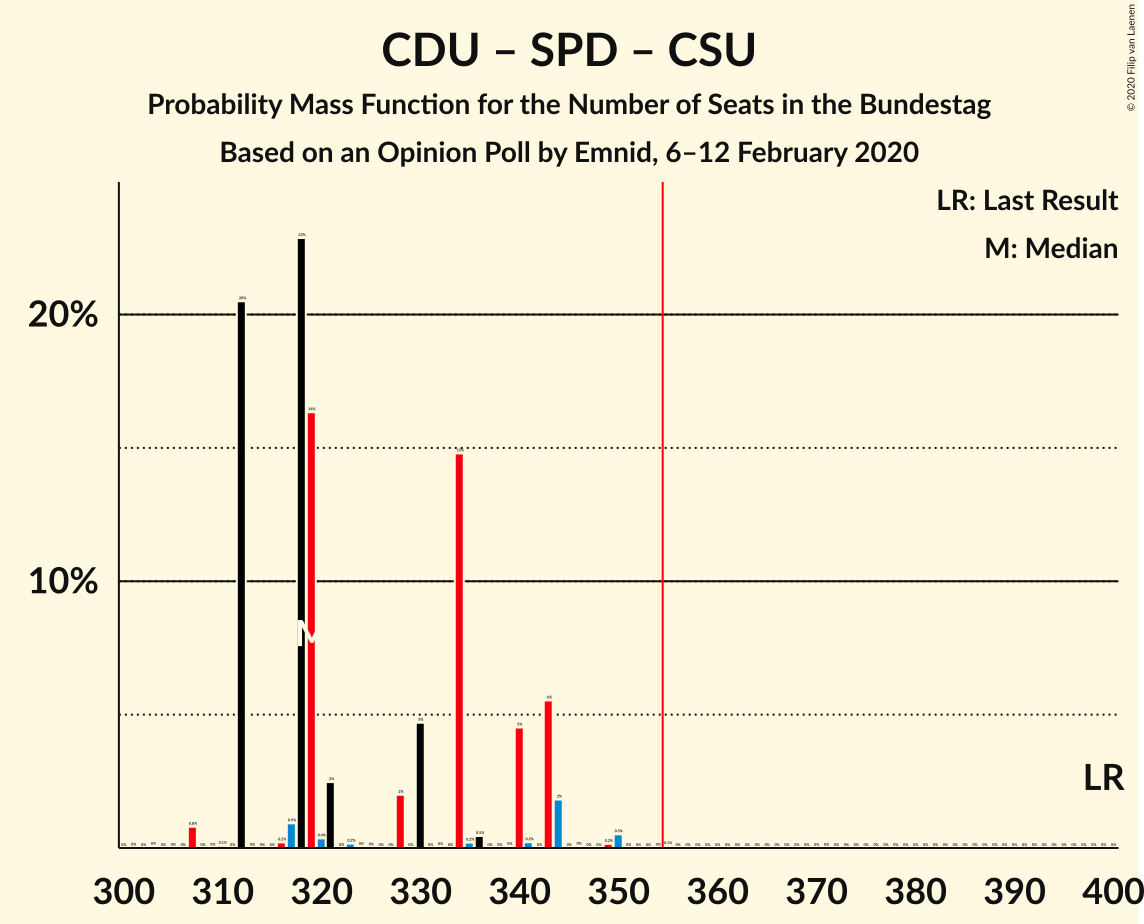 CDU – SPD – CSU
Probability Mass Function for the Number of Seats in the Bundestag
Based on an Opinion Poll by Emnid, 6–12 February 2020
© 2020 Filip van Laenen
LR: Last Result
M: Median
20%
10%
M
LR
300 310 320 330 340 350 360 370 380 390 400